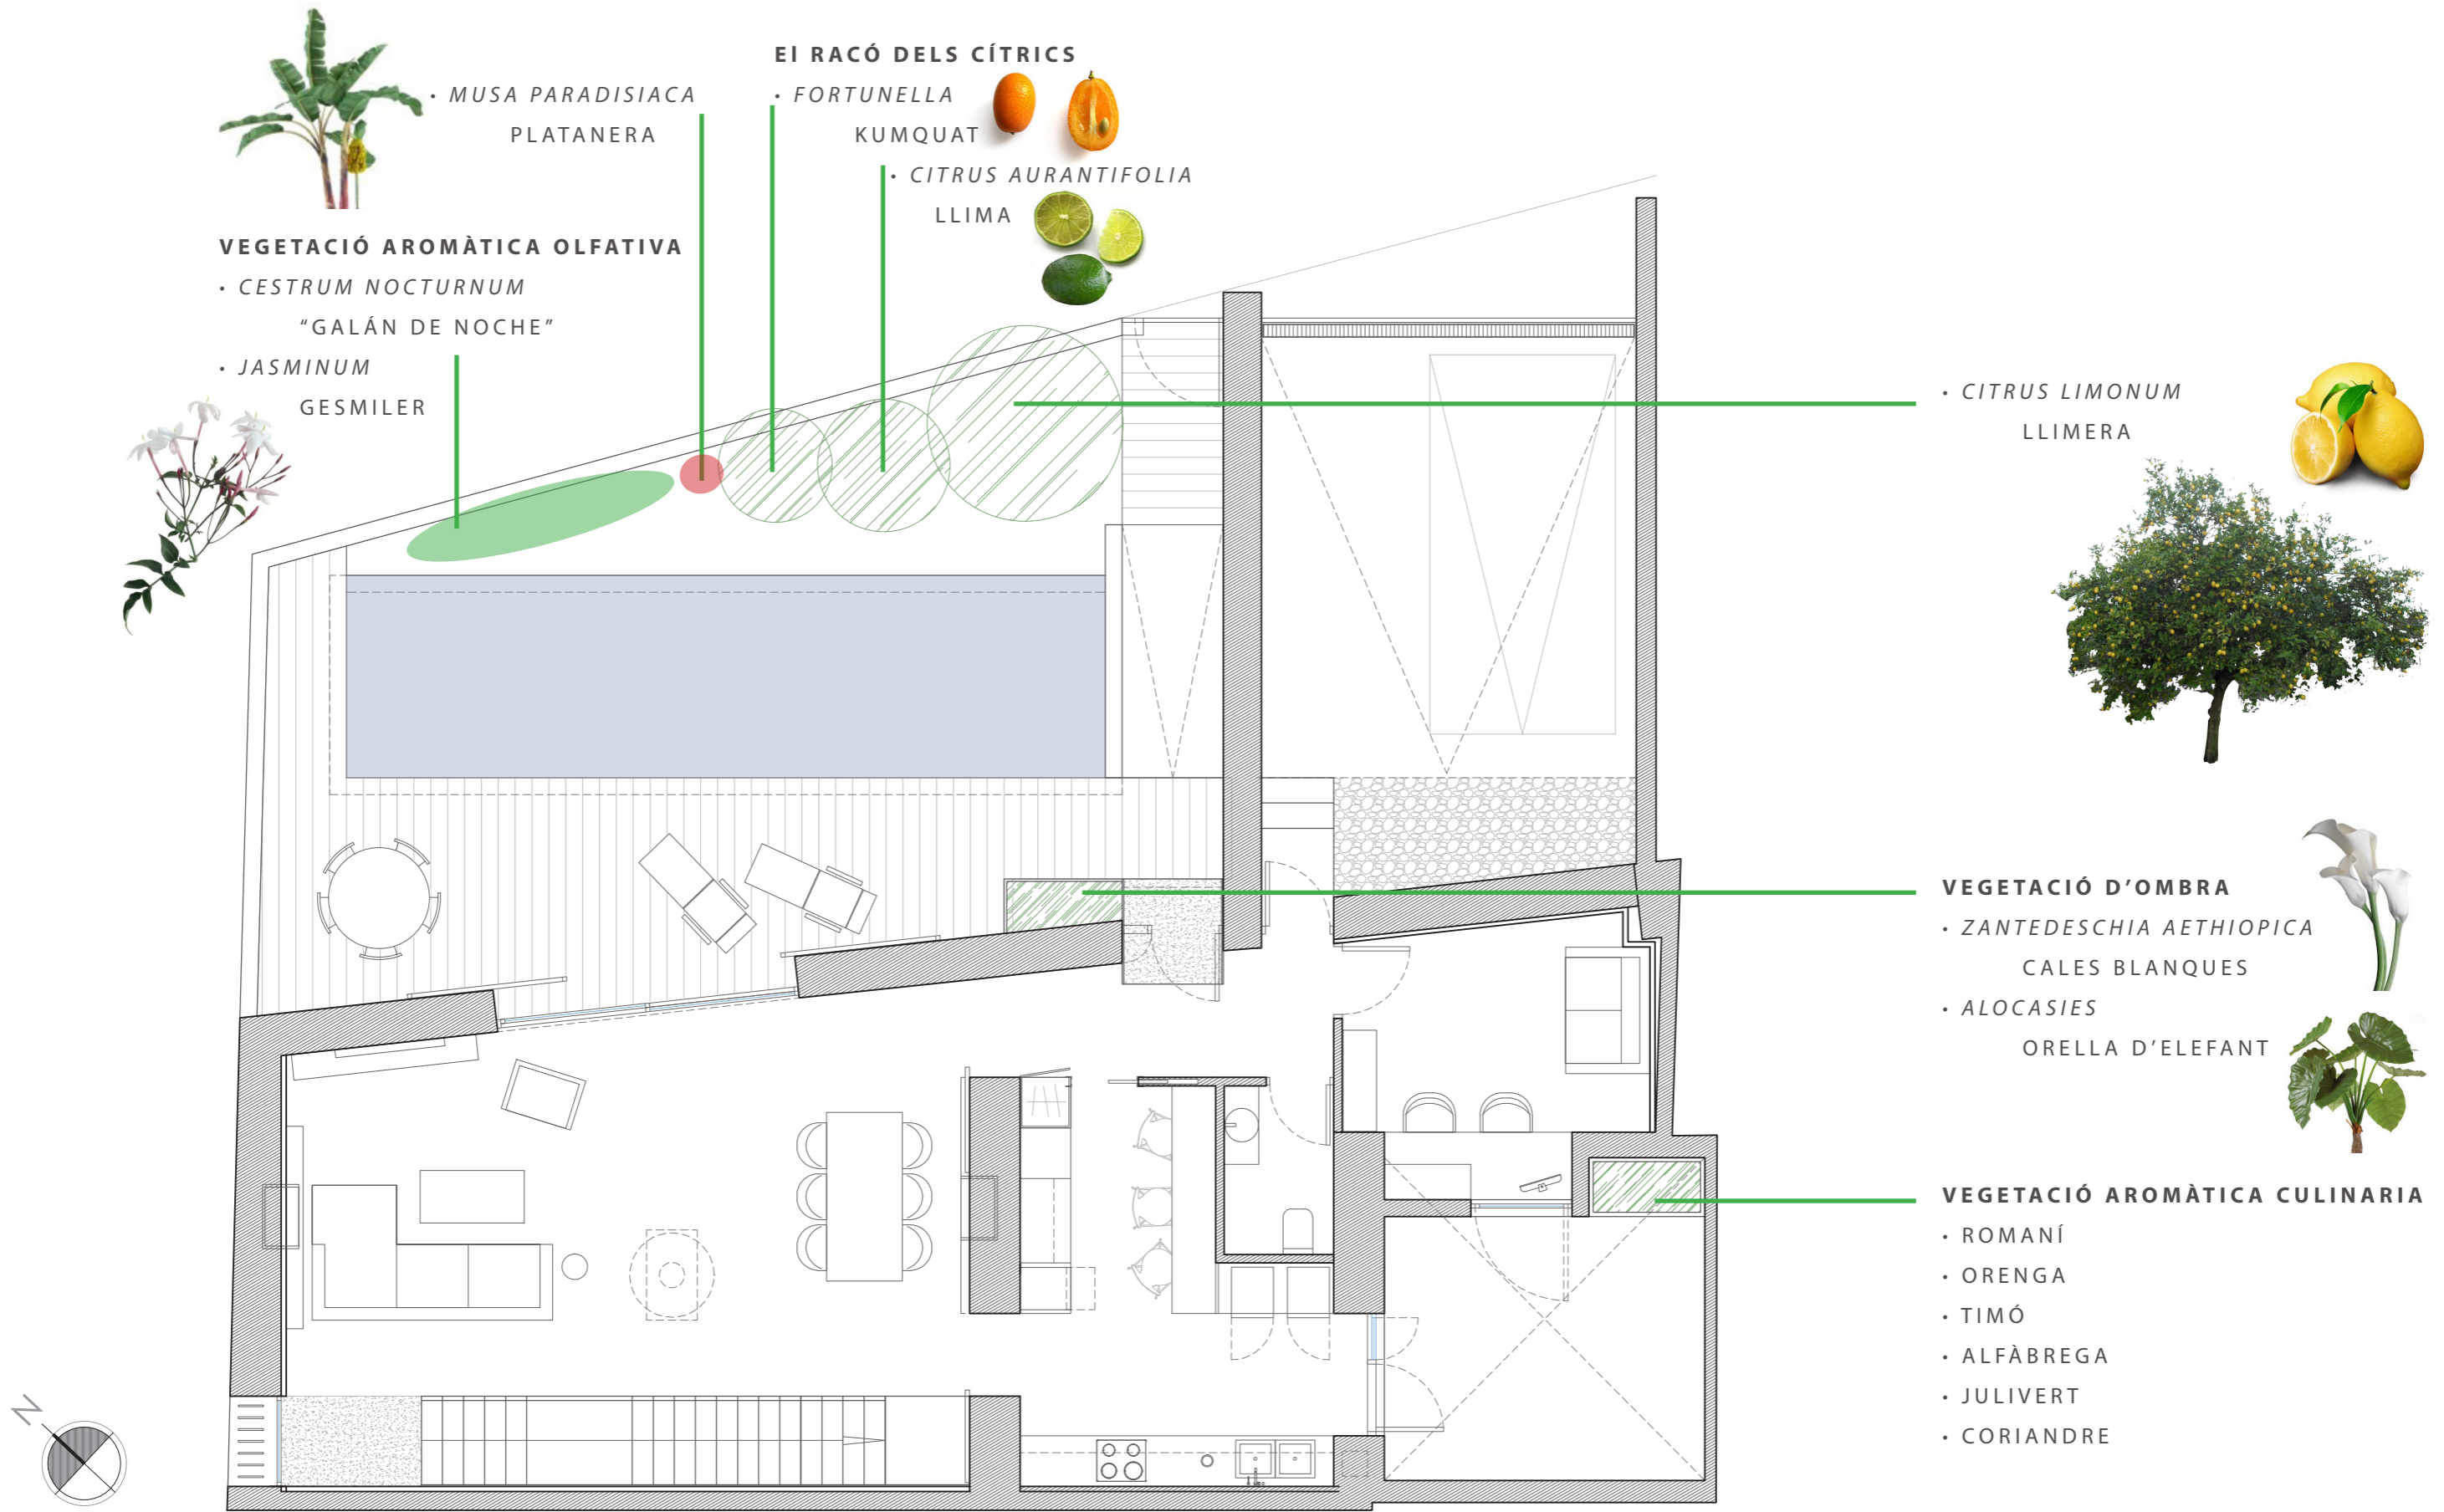 • MUSA PARADISIACA
PLATANERA
El RACÓ DELS CÍTRICS
• FORTUNELLA
KUMQUAT
• CITRUS AURANTIFOLIA
LLIMA
VEGETACIÓ AROMÀTICA OLFATIVA
• CESTRUM NOCTURNUM
“GALÁN DE NOCHE”
• JASMINUM
GESMILER
• CITRUS LIMONUM
LLIMERA
VEGETACIÓ D’OMBRA
• ZANTEDESCHIA AETHIOPICA
CALES BLANQUES
• ALOCASIES
ORELLA D’ELEFANT
VEGETACIÓ AROMÀTICA CULINARIA
• ROMANÍ
• ORENGA
• TIMÓ
• ALFÀBREGA
• JULIVERT
• CORIANDRE
N